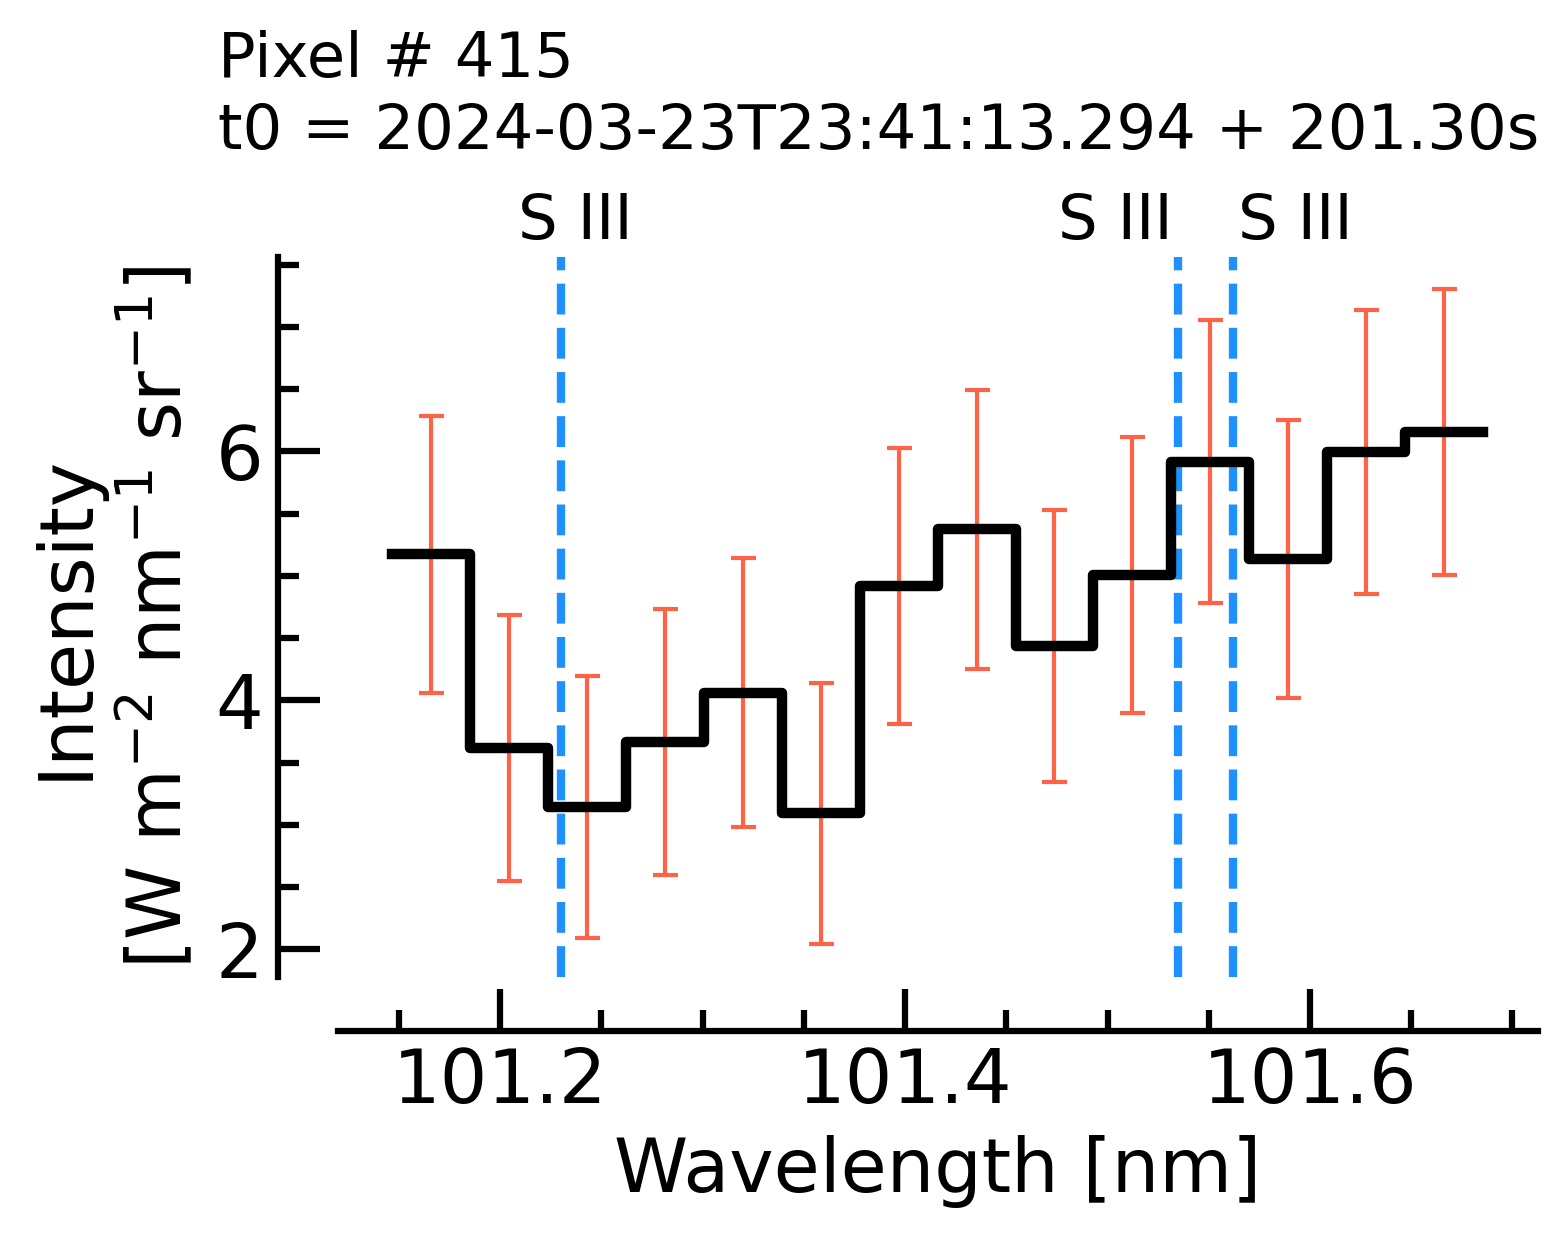 Pixel # 415
t0 = 2024-03-23T23:41:13.294 + 201.30s
S III S III S III
Intensity
[W m⁻² nm⁻¹ sr⁻¹]
6
4
2
101.2 101.4 101.6
Wavelength [nm]